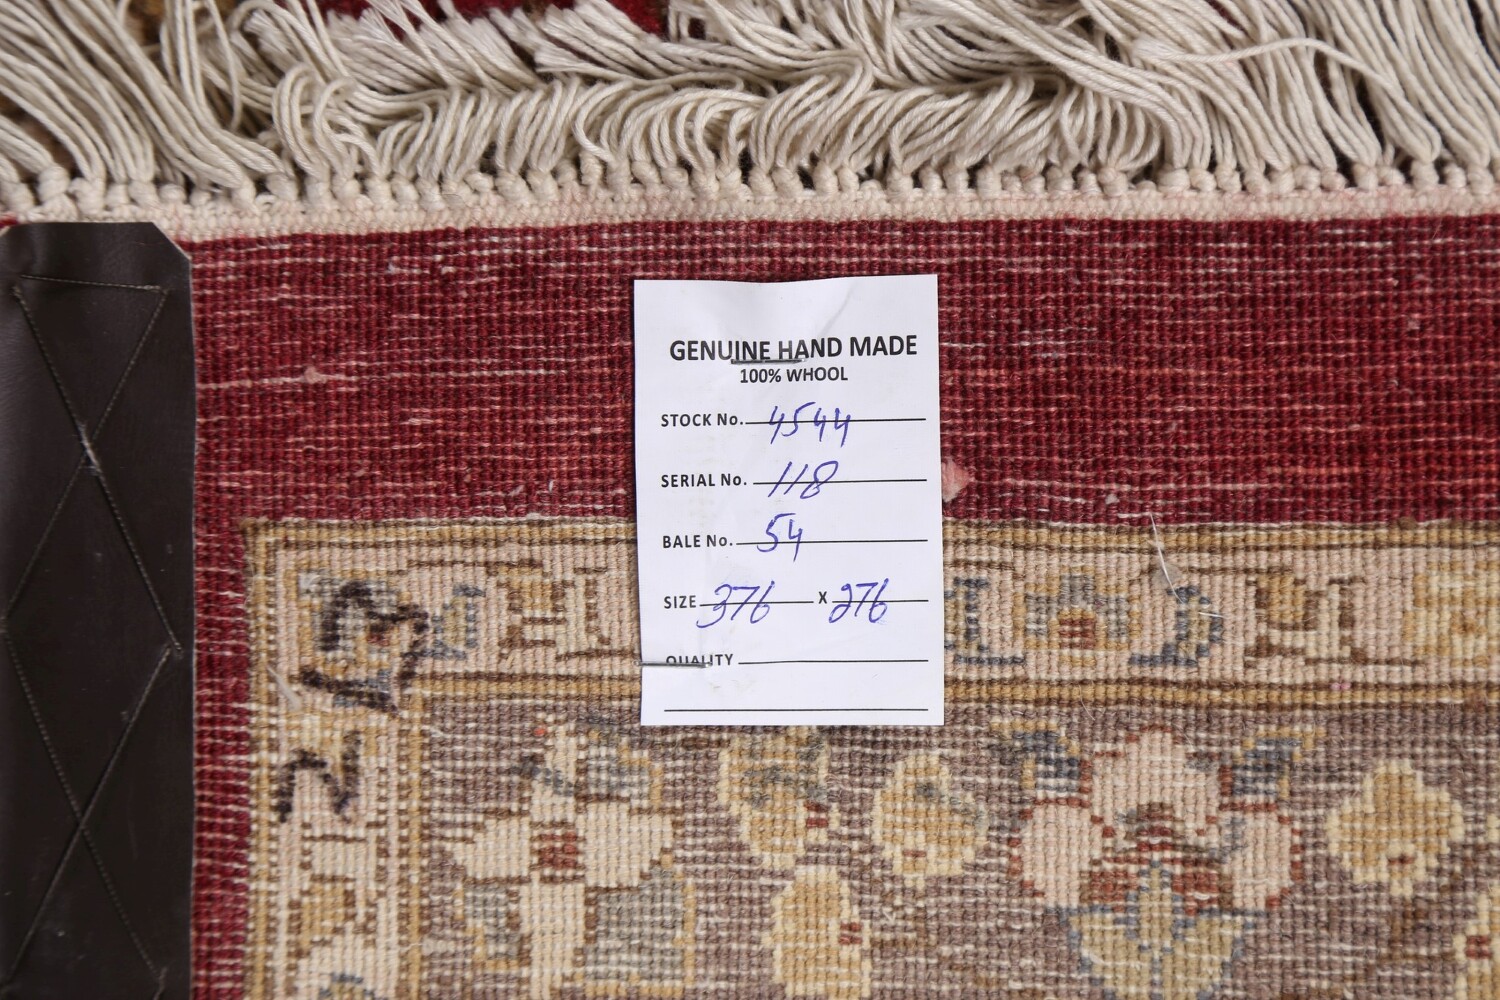 GENUINE HAND MADE
100% WHOOL
STOCK No. 4544
SERIAL No. 118
BALE No. 54
SIZE 376 X 276
QUALITY